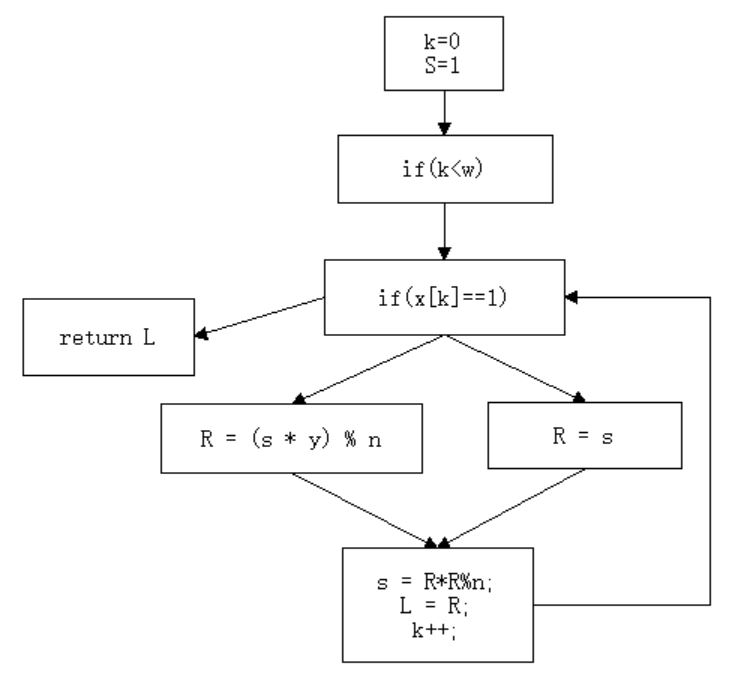 k=0
S=1
if(k<w)
if(x[k]==1)
return L
R = (s * y) % n
R = s
s = R*R%n;
L = R;
k++;